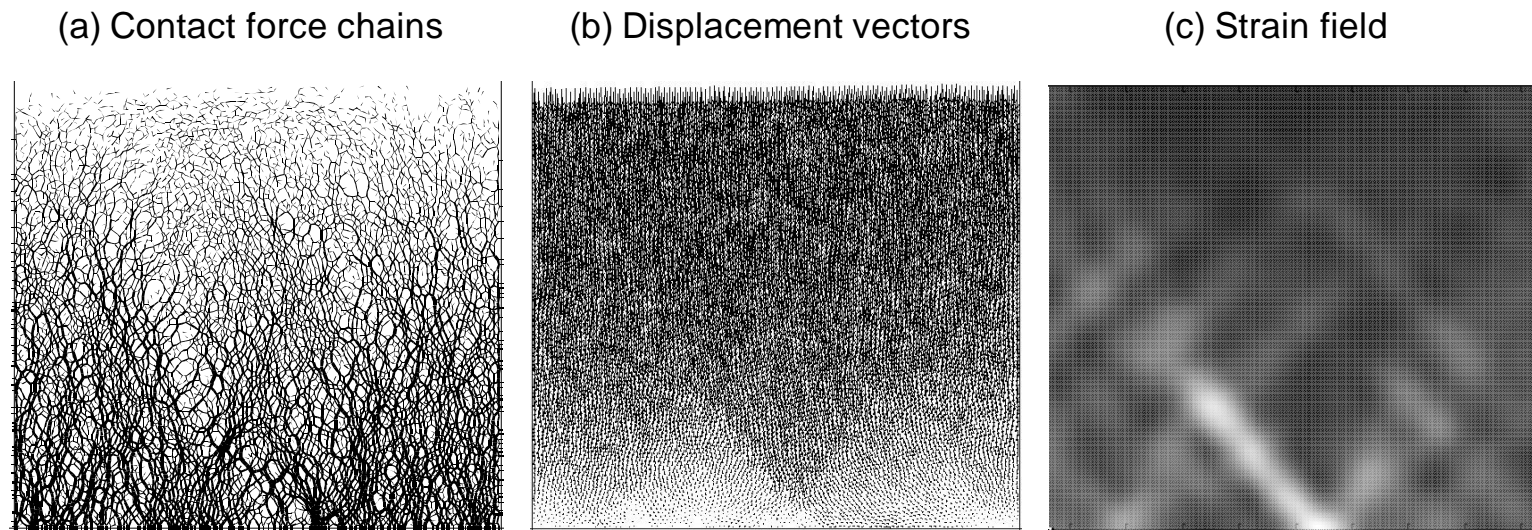 (a) Contact force chains
(b) Displacement vectors
(c) Strain field